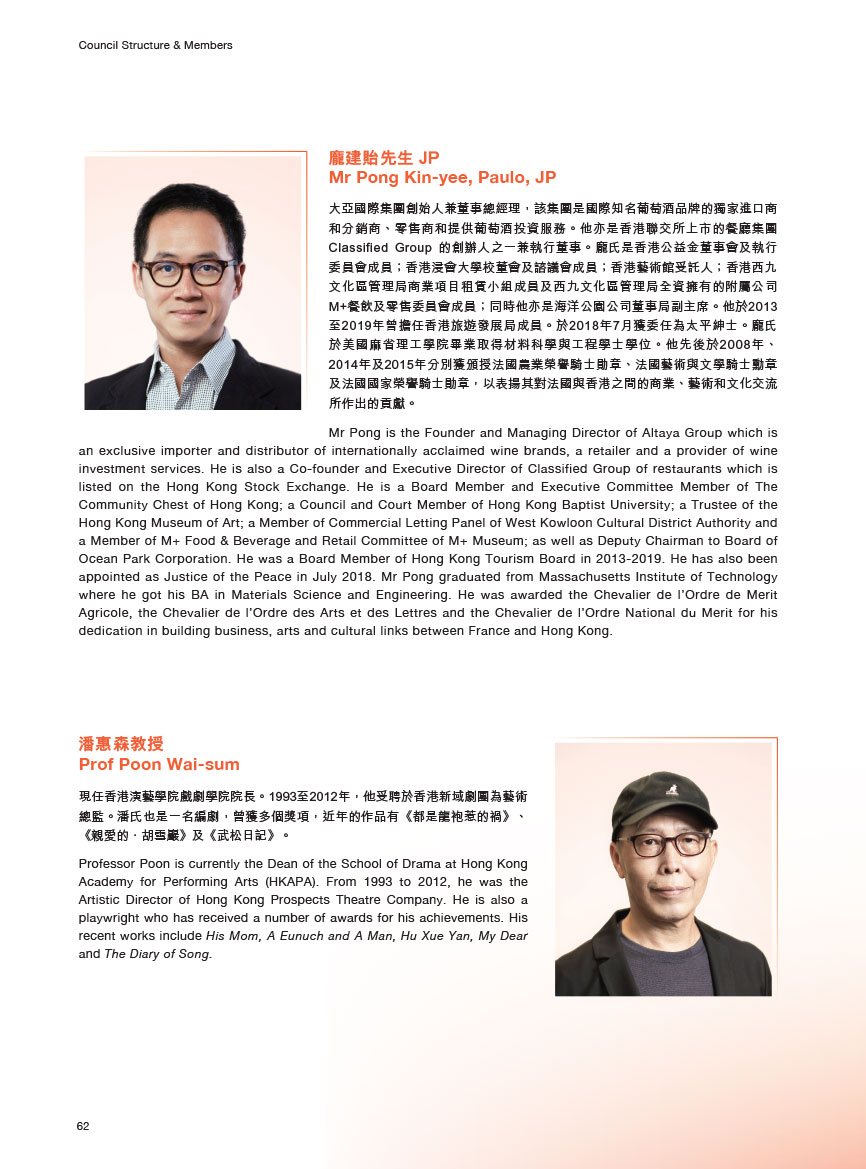 Council Structure & Members
龐建貽先生 JP
Mr Pong Kin-yee, Paulo, JP
大亞國際集團創始人兼董事總經理，該集團是國際知名葡萄酒品牌的獨家進口商
和分銷商、零售商和提供葡萄酒投資服務。他亦是香港聯交所上市的餐廳集團
Classified Group 的創辦人之一兼執行董事。龐氏是香港公益金董事會及執行
委員會成員；香港浸會大學校董會及諮議會成員；香港藝術館受託人；香港西九
文化區管理局商業項目租賃小組成員及西九文化區管理局全資擁有的附屬公司
M+餐飲及零售委員會成員；同時他亦是海洋公園公司董事局副主席。他於2013
至2019年曾擔任香港旅遊發展局成員。於2018年7月獲委任為太平紳士。龐氏
於美國麻省理工學院畢業取得材料科學與工程學士學位。他先後於2008年、
2014年及2015年分別獲頒授法國農業榮譽騎士勛章、法國藝術與文學騎士勳章
及法國國家榮譽騎士勛章，以表揚其對法國與香港之間的商業、藝術和文化交流
所作出的貢獻。
Mr Pong is the Founder and Managing Director of Altaya Group which is
an exclusive importer and distributor of internationally acclaimed wine brands, a retailer and a provider of wine
investment services. He is also a Co-founder and Executive Director of Classified Group of restaurants which is
listed on the Hong Kong Stock Exchange. He is a Board Member and Executive Committee Member of The
Community Chest of Hong Kong; a Council and Court Member of Hong Kong Baptist University; a Trustee of the
Hong Kong Museum of Art; a Member of Commercial Letting Panel of West Kowloon Cultural District Authority and
a Member of M+ Food & Beverage and Retail Committee of M+ Museum; as well as Deputy Chairman to Board of
Ocean Park Corporation. He was a Board Member of Hong Kong Tourism Board in 2013-2019. He has also been
appointed as Justice of the Peace in July 2018. Mr Pong graduated from Massachusetts Institute of Technology
where he got his BA in Materials Science and Engineering. He was awarded the Chevalier de l'Ordre de Merit
Agricole, the Chevalier de l'Ordre des Arts et des Lettres and the Chevalier de l'Ordre National du Merit for his
dedication in building business, arts and cultural links between France and Hong Kong.
潘惠森教授
Prof Poon Wai-sum
現任香港演藝學院戲劇學院院長。1993至2012年，他受聘於香港新域劇團為藝術
總監。潘氏也是一名編劇，曾獲多個獎項，近年的作品有《都是龍袍惹的禍》、
《親愛的．胡雪巖》及《武松日記》。
Professor Poon is currently the Dean of the School of Drama at Hong Kong
Academy for Performing Arts (HKAPA). From 1993 to 2012, he was the
Artistic Director of Hong Kong Prospects Theatre Company. He is also a
playwright who has received a number of awards for his achievements. His
recent works include His Mom, A Eunuch and A Man, Hu Xue Yan, My Dear
and The Diary of Song.
62